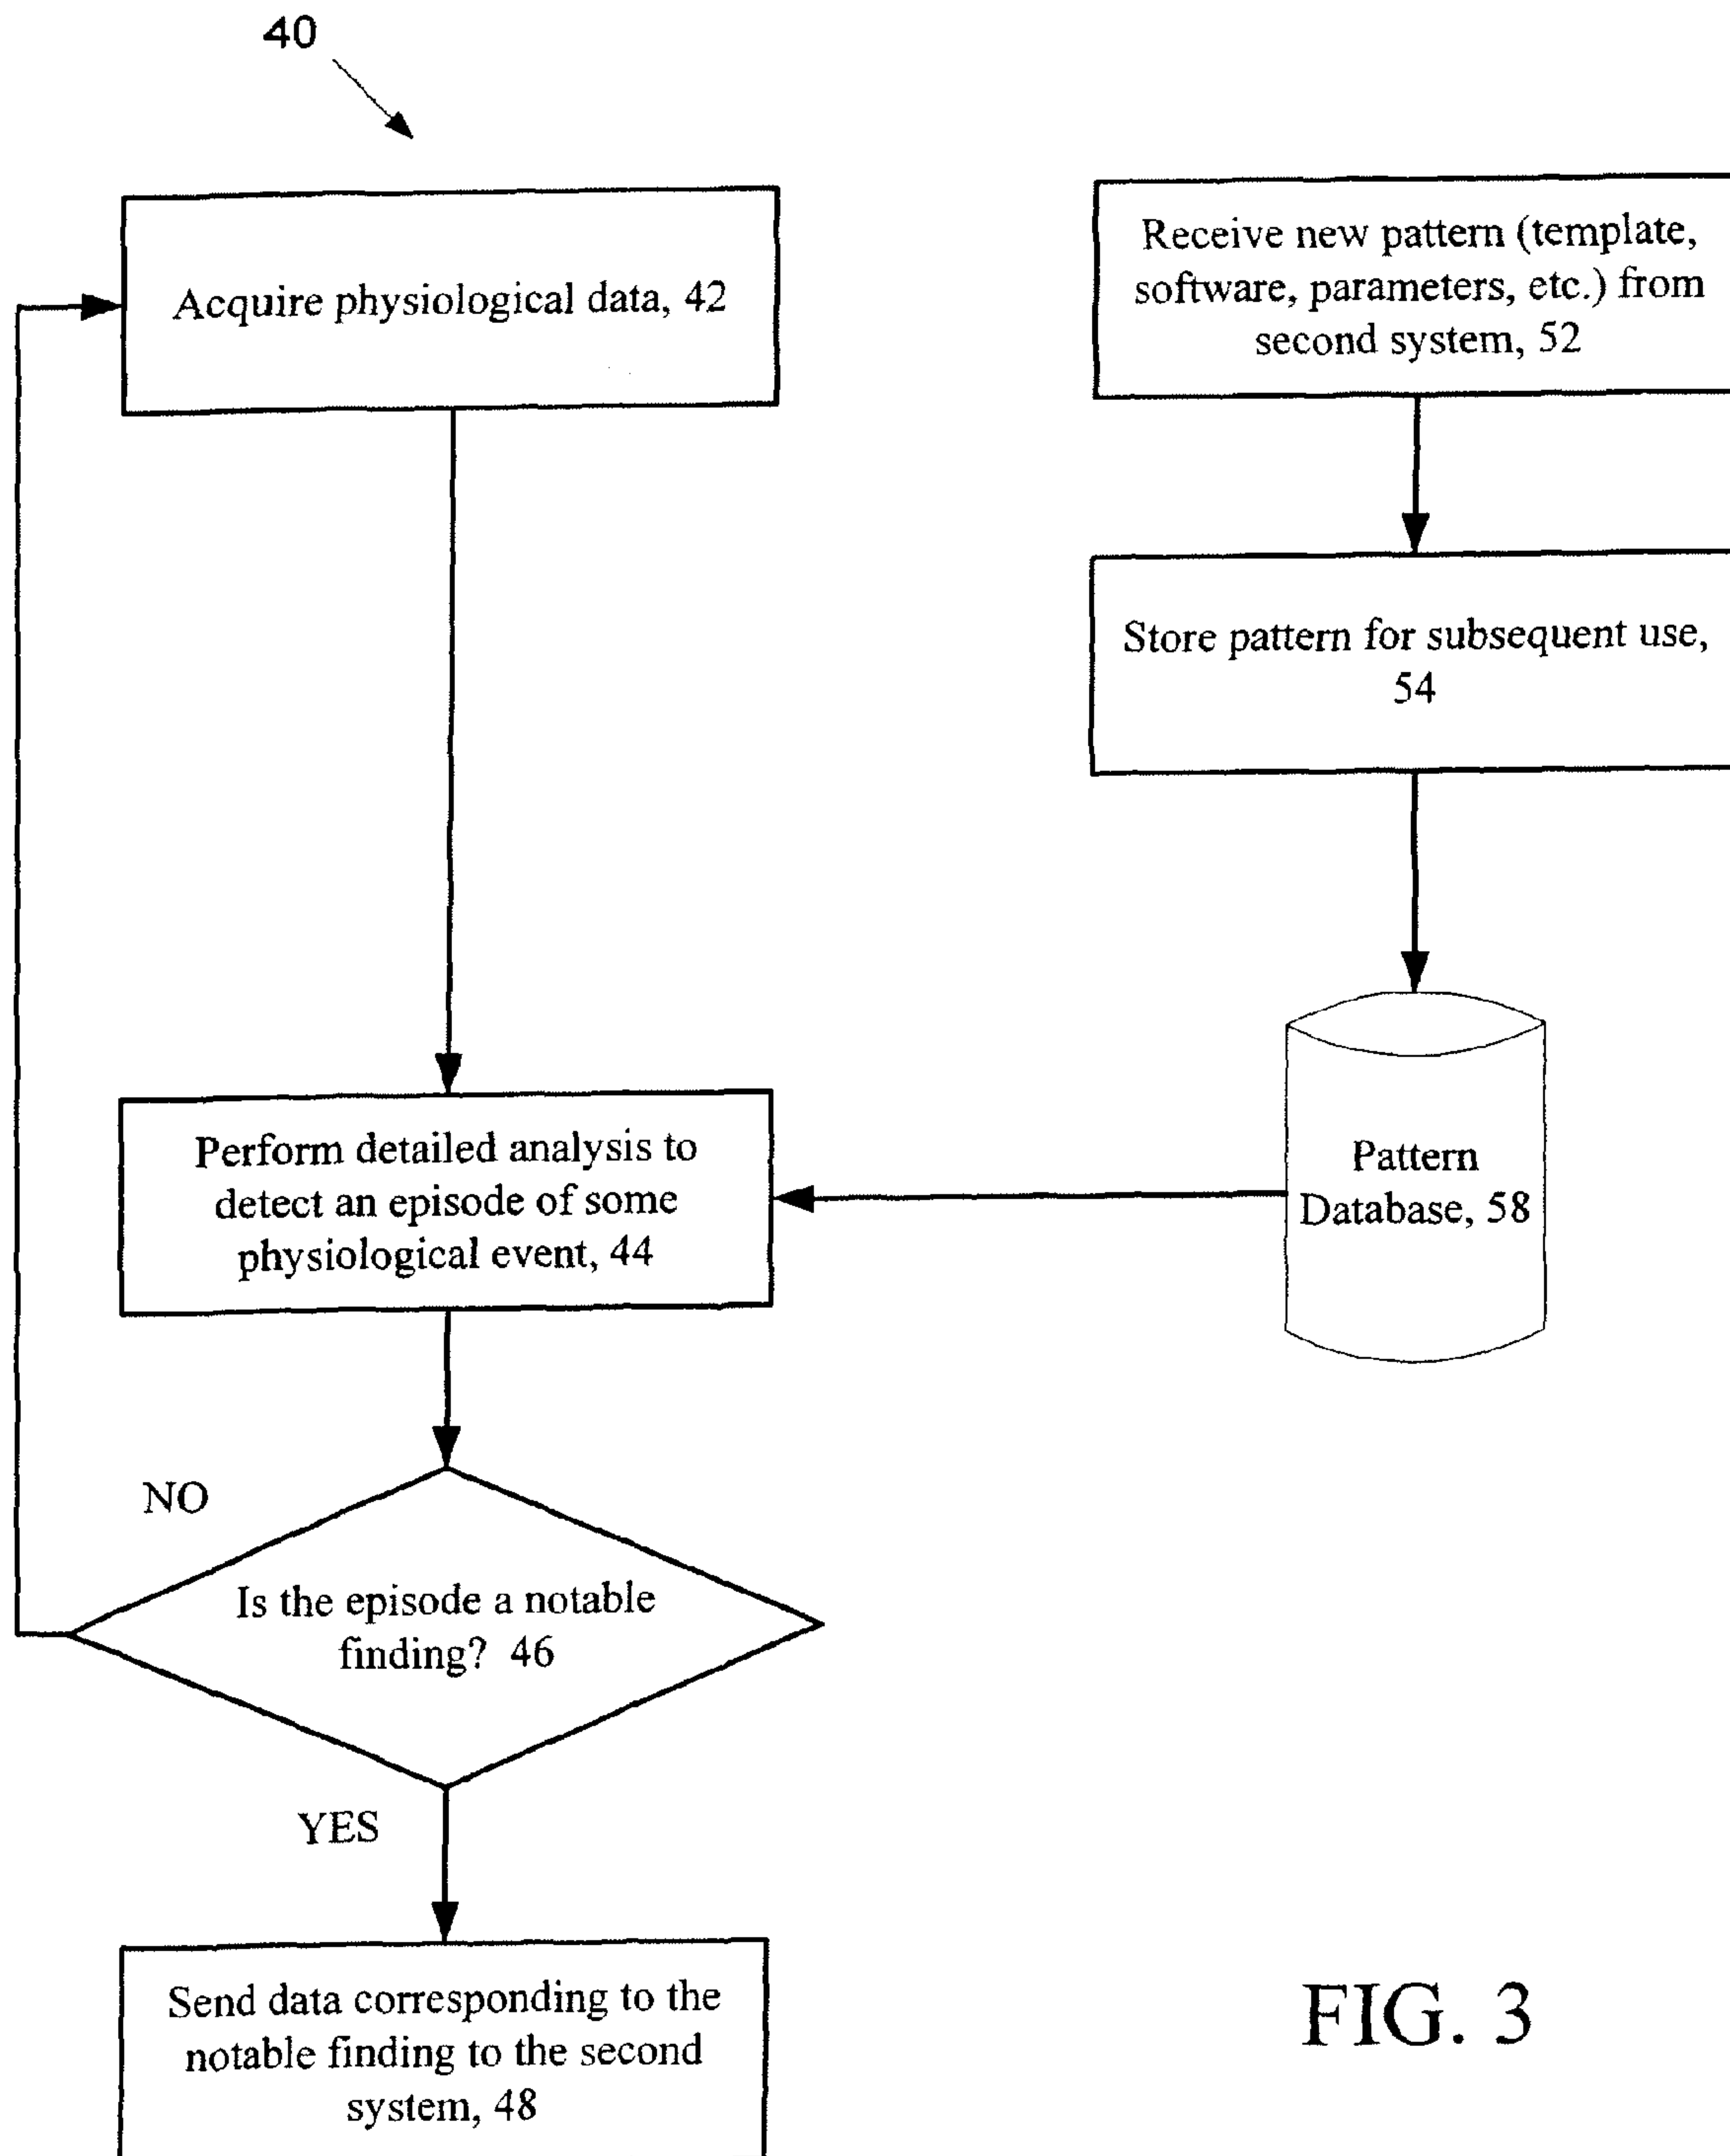 40
Acquire physiological data, 42
Receive new pattern (template,
software, parameters, etc.) from
second system, 52
Store pattern for subsequent use,
54
Perform detailed analysis to
detect an episode of some
physiological event, 44
Pattern
Database, 58
NO
Is the episode a notable
finding? 46
YES
Send data corresponding to the
notable finding to the second
system, 48
FIG. 3